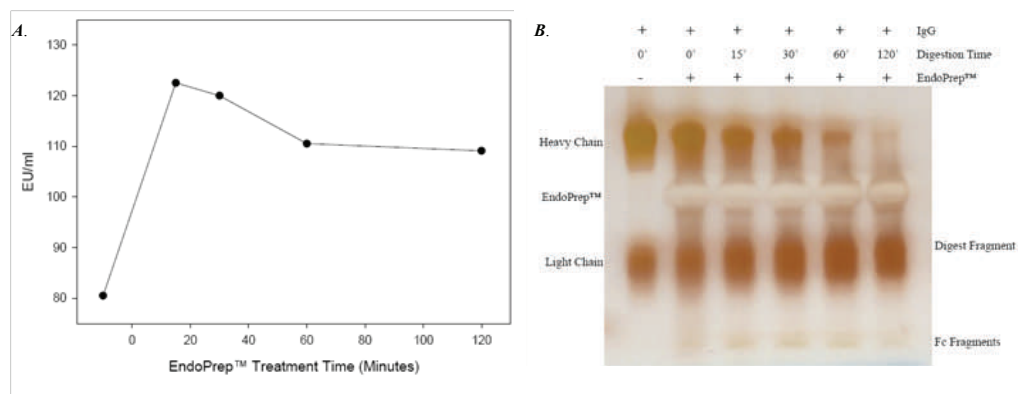 A.
130
120
110
100
90
80
EU/ml
0
20
40
60
80
100
120
EndoPrep™ Treatment Time (Minutes)
B.
+ + + + + + IgG
0' 0' 15' 30' 60' 120' Digestion Time
- + + + + + EndoPrep™
Heavy Chain
EndoPrep™
Digest Fragment
Light Chain
Fc Fragments